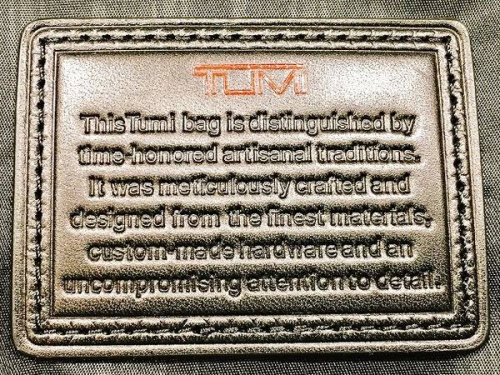 TUMI
This Tumi bag is distinguished by
time-honored artisanal traditions.
It was meticulously crafted and
designed from the finest materials,
custom-made hardware and an
uncompromising attention to detail.